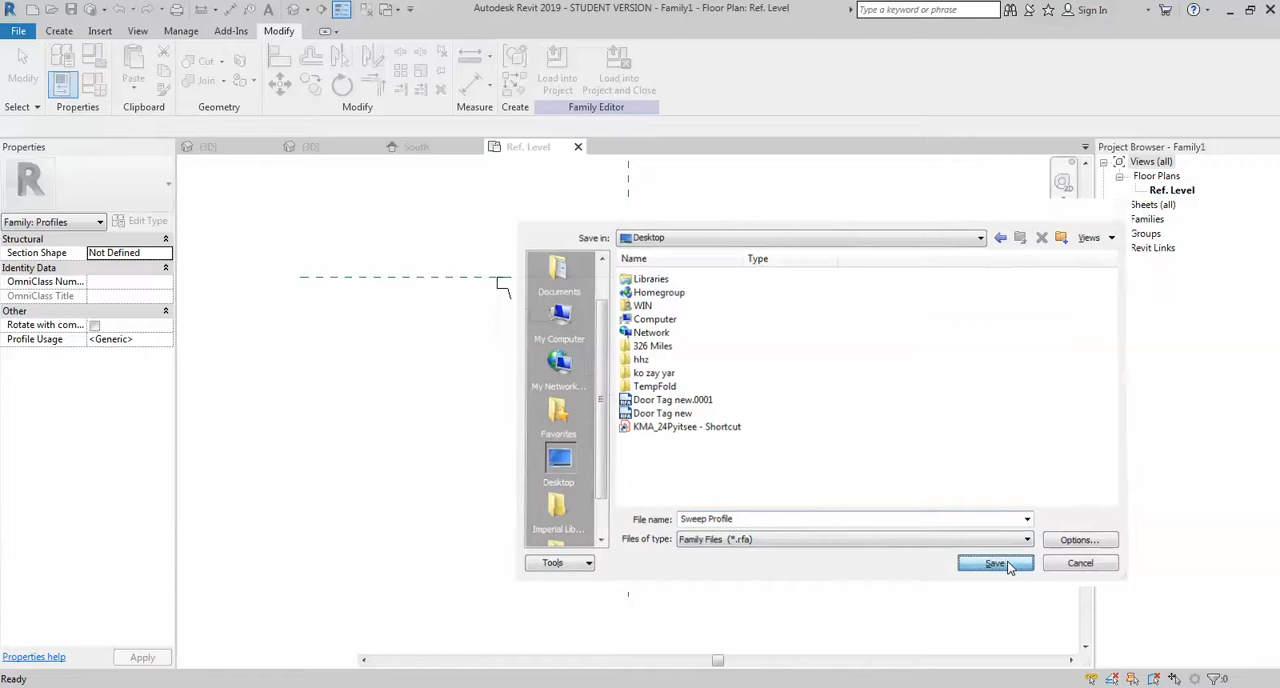 Autodesk Revit 2019 - STUDENT VERSION - Family1 - Floor Plan: Ref. Level
Type a keyword or phrase
Sign In
File Create Insert View Manage Add-Ins Modify
Modify
Paste
Cut
Join
Load into
Project
Load into
Project and Close
Select Properties Clipboard Geometry Modify Measure Create Family Editor
Properties
{3D}
{3D}
South
Ref. Level
Project Browser - Family1
Views (all)
Floor Plans
Ref. Level
Sheets (all)
Families
Groups
Revit Links
Family: Profiles
Edit Type
Structural
Section Shape Not Defined
Identity Data
OmniClass Num...
OmniClass Title
Other
Rotate with com...
Profile Usage <Generic>
Properties help
Apply
Ready
Save in: Desktop
Views
Name Type
Documents
My Computer
My Network...
Favorites
Desktop
Imperial Lib...
Libraries
Homegroup
WIN
Computer
Network
326 Miles
hhz
ko zay yar
TempFold
Door Tag new.0001
Door Tag new
KMA_24Pyitsee - Shortcut
File name: Sweep Profile
Files of type: Family Files (*.rfa)
Options...
Tools
Save
Cancel
:0